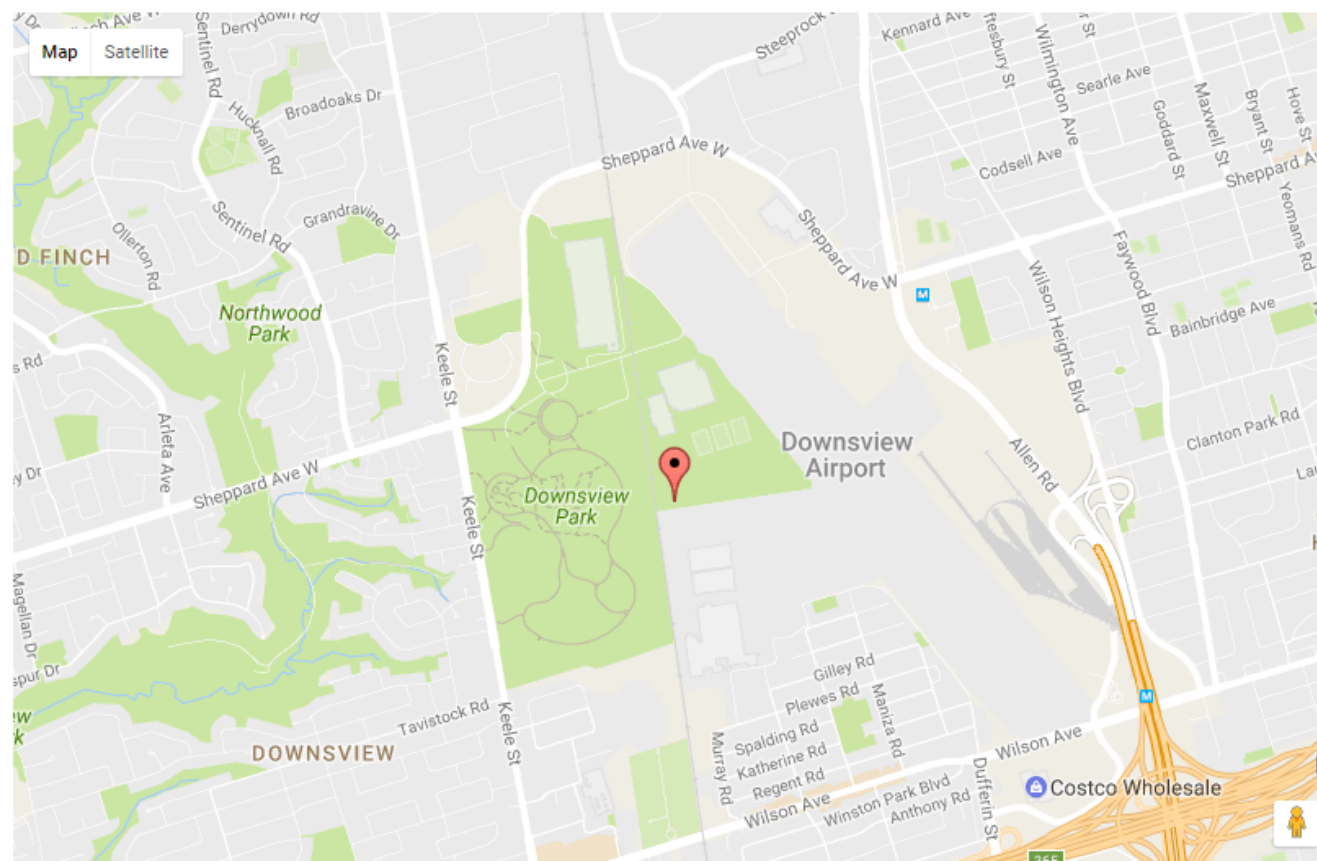 Map
Satellite
Sentinel Rd
Derrydown Rd
Hucknall Rd
Broadoaks Dr
Steeprock
Kennard Ave
Wilmington Ave
Searle Ave
Maxwell St
Bryant St
Hove St
Goddard St
Codsell Ave
Sheppard Ave W
Sheppard
Yeomans Rd
Sentinel Rd
Grandravine Dr
Ollerton Rd
D FINCH
Sheppard Ave W
Faywood Blvd
Wilson Heights Blvd
M
Northwood
Park
Bainbridge Ave
s Rd
Keele St
Arleta Ave
Clanton Park Rd
Downsview
Airport
Allen Rd
Sheppard Ave W
Downsview
Park
Keele St
Magellan Dr
spur Dr
Gilley Rd
Plewes Rd
Maniza Rd
M
Tavistock Rd
Keele St
Spalding Rd
Katherine Rd
Regent Rd
Murray Rd
Wilson Ave
DOWNSVIEW
Dufferin St
Costco Wholesale
Winston Park Blvd
Anthony Rd
Wilson Ave